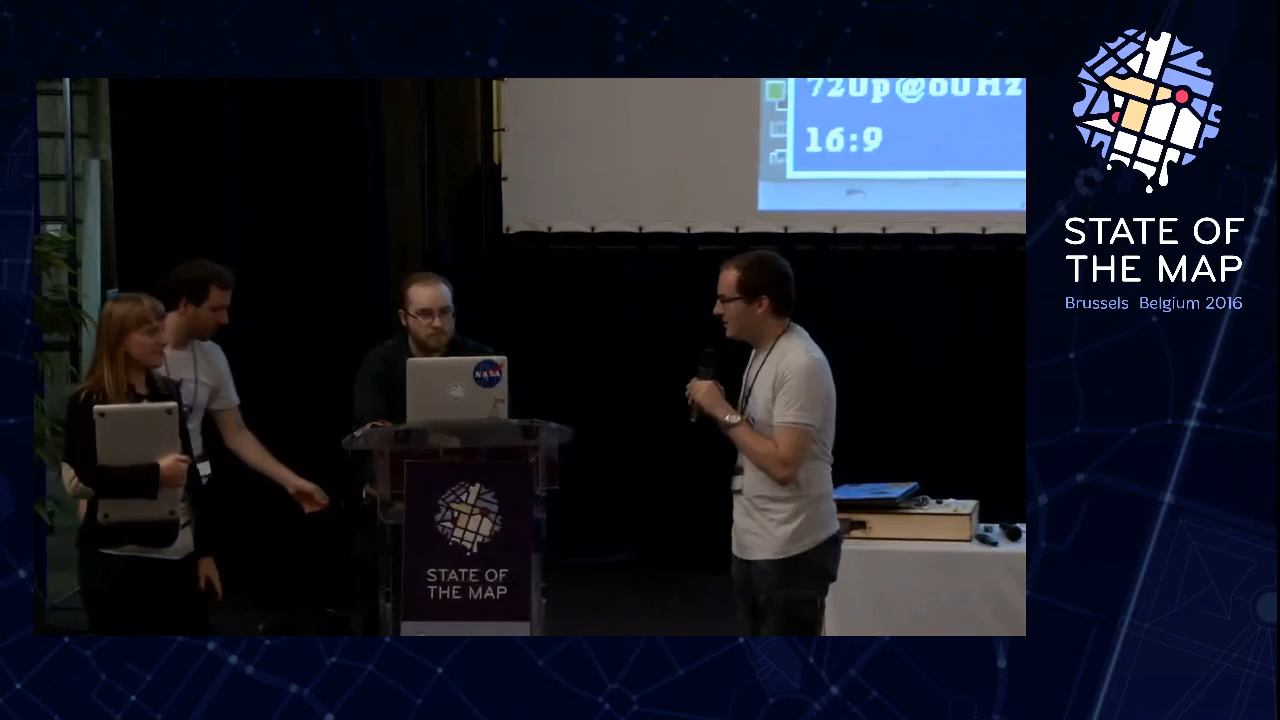 720p@60Hz
16:9
NASA
STATE OF
THE MAP
STATE OF
THE MAP
Brussels Belgium 2016